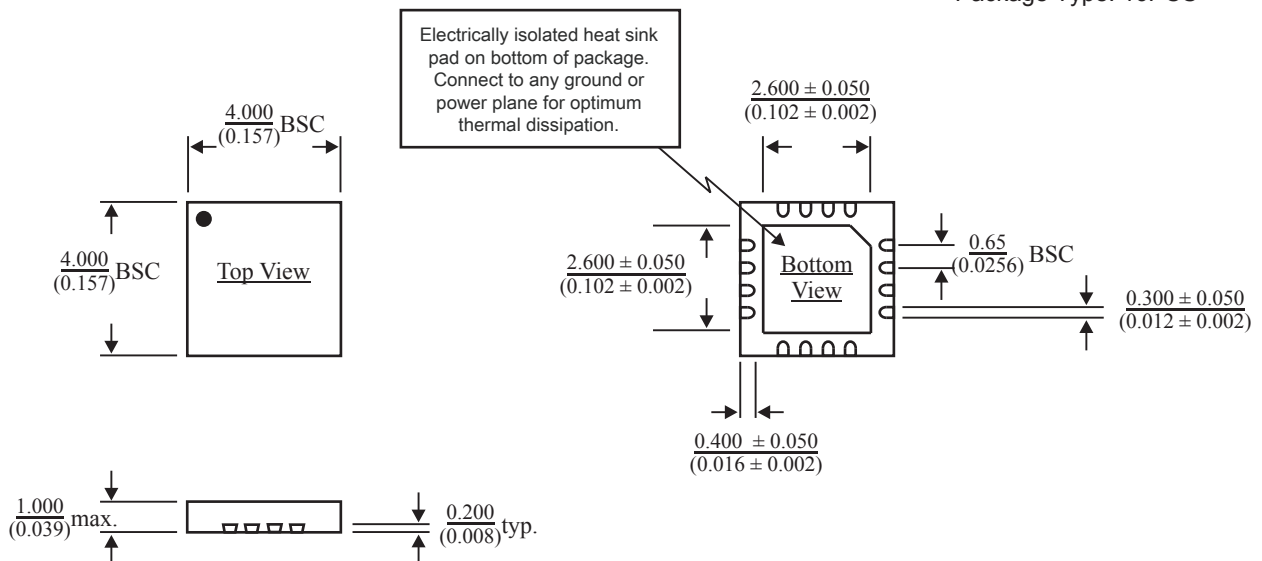 Package Type:
Electrically isolated heat sink
pad on bottom of package.
Connect to any ground or
power plane for optimum
thermal dissipation.
4.000
(0.157) BSC
2.600 ± 0.050
(0.102 ± 0.002)
4.000
(0.157) BSC
Top View
2.600 ± 0.050
(0.102 ± 0.002)
Bottom
View
0.65
(0.0256) BSC
0.300 ± 0.050
(0.012 ± 0.002)
0.400 ± 0.050
(0.016 ± 0.002)
1.000
(0.039) max.
0.200
(0.008) typ.